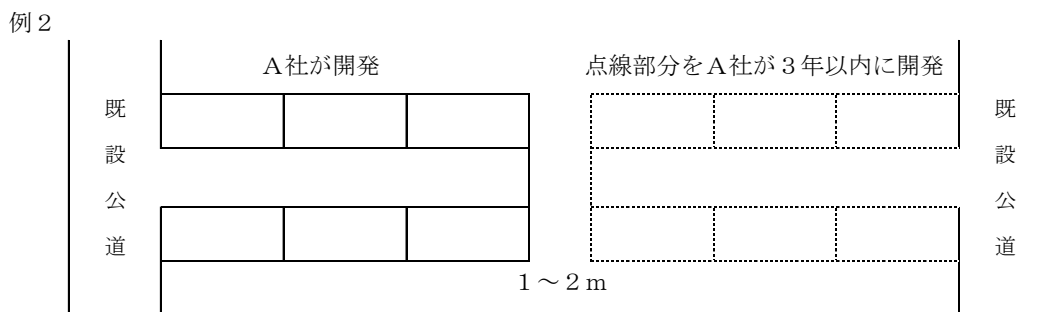 例２
Ａ社が開発
点線部分をＡ社が３年以内に開発
既設公道
既設公道
１～２ｍ